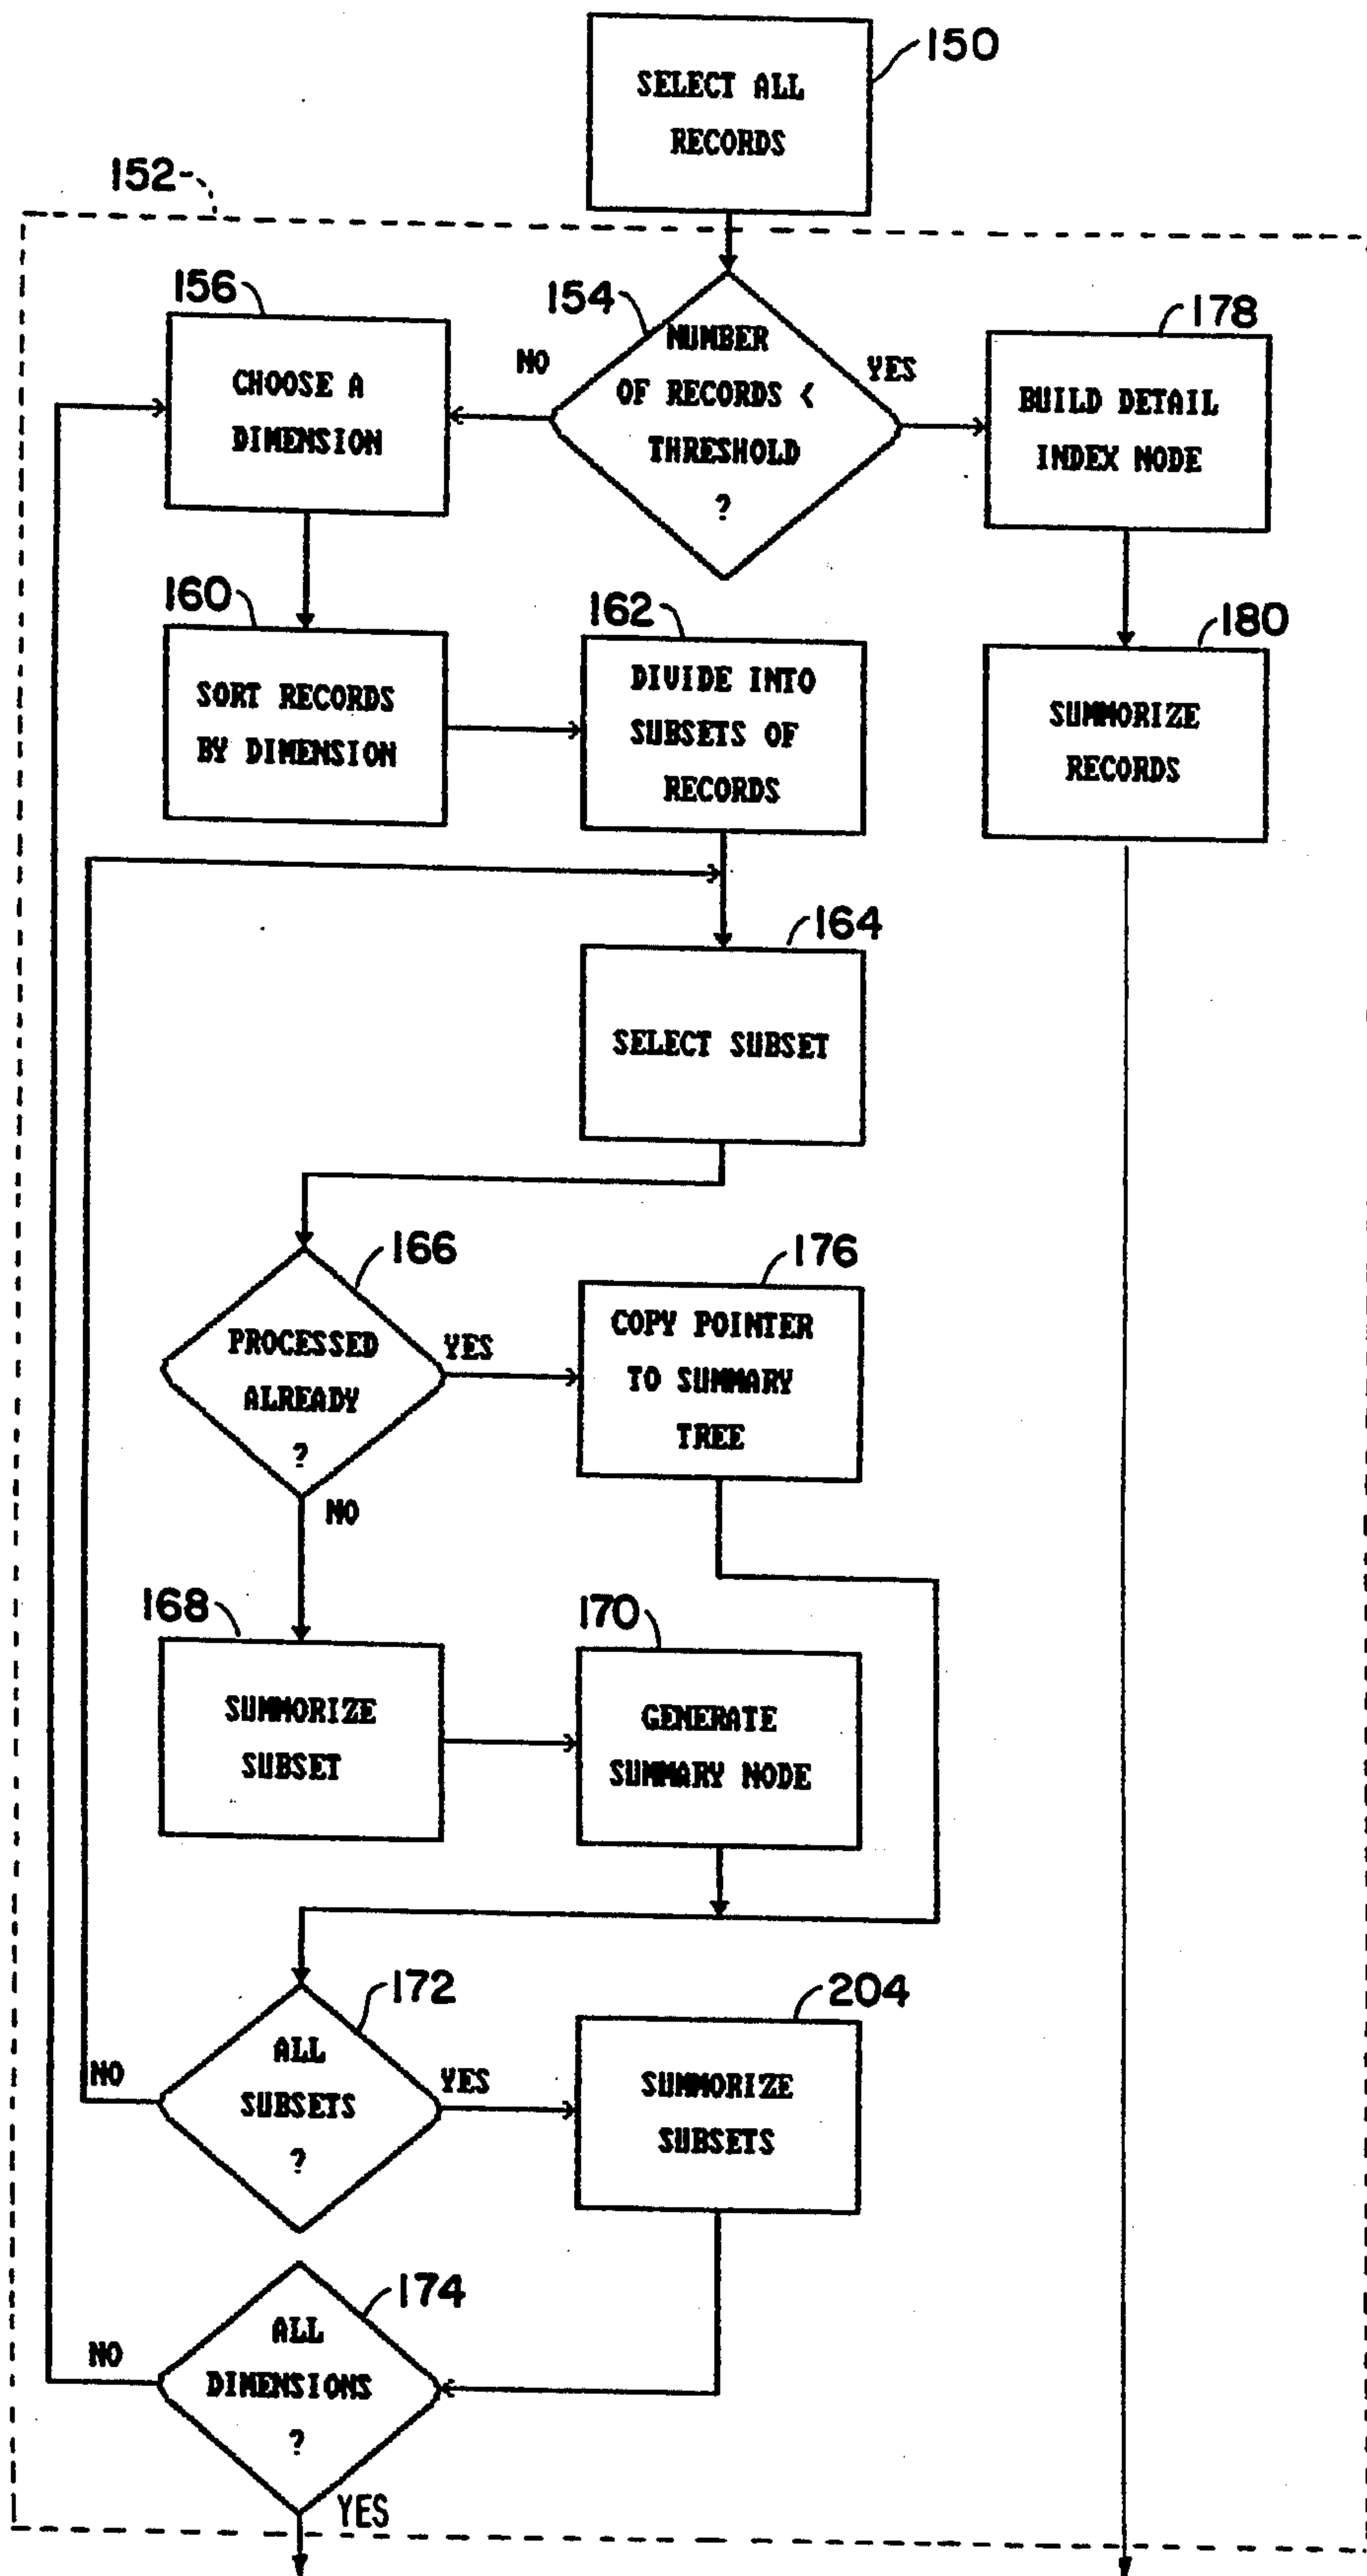 150
SELECT ALL
RECORDS
152
156
CHOOSE A
DIMENSION
154
NUMBER
OF RECORDS <
THRESHOLD
?
NO
YES
178
BUILD DETAIL
INDEX NODE
160
SORT RECORDS
BY DIMENSION
162
DIVIDE INTO
SUBSETS OF
RECORDS
180
SUMMORIZE
RECORDS
164
SELECT SUBSET
166
PROCESSED
ALREADY
?
YES
NO
176
COPY POINTER
TO SUMMARY
TREE
168
SUMMORIZE
SUBSET
170
GENERATE
SUMMARY NODE
172
ALL
SUBSETS
?
NO
YES
204
SUMMORIZE
SUBSETS
174
ALL
DIMENSIONS
?
NO
YES